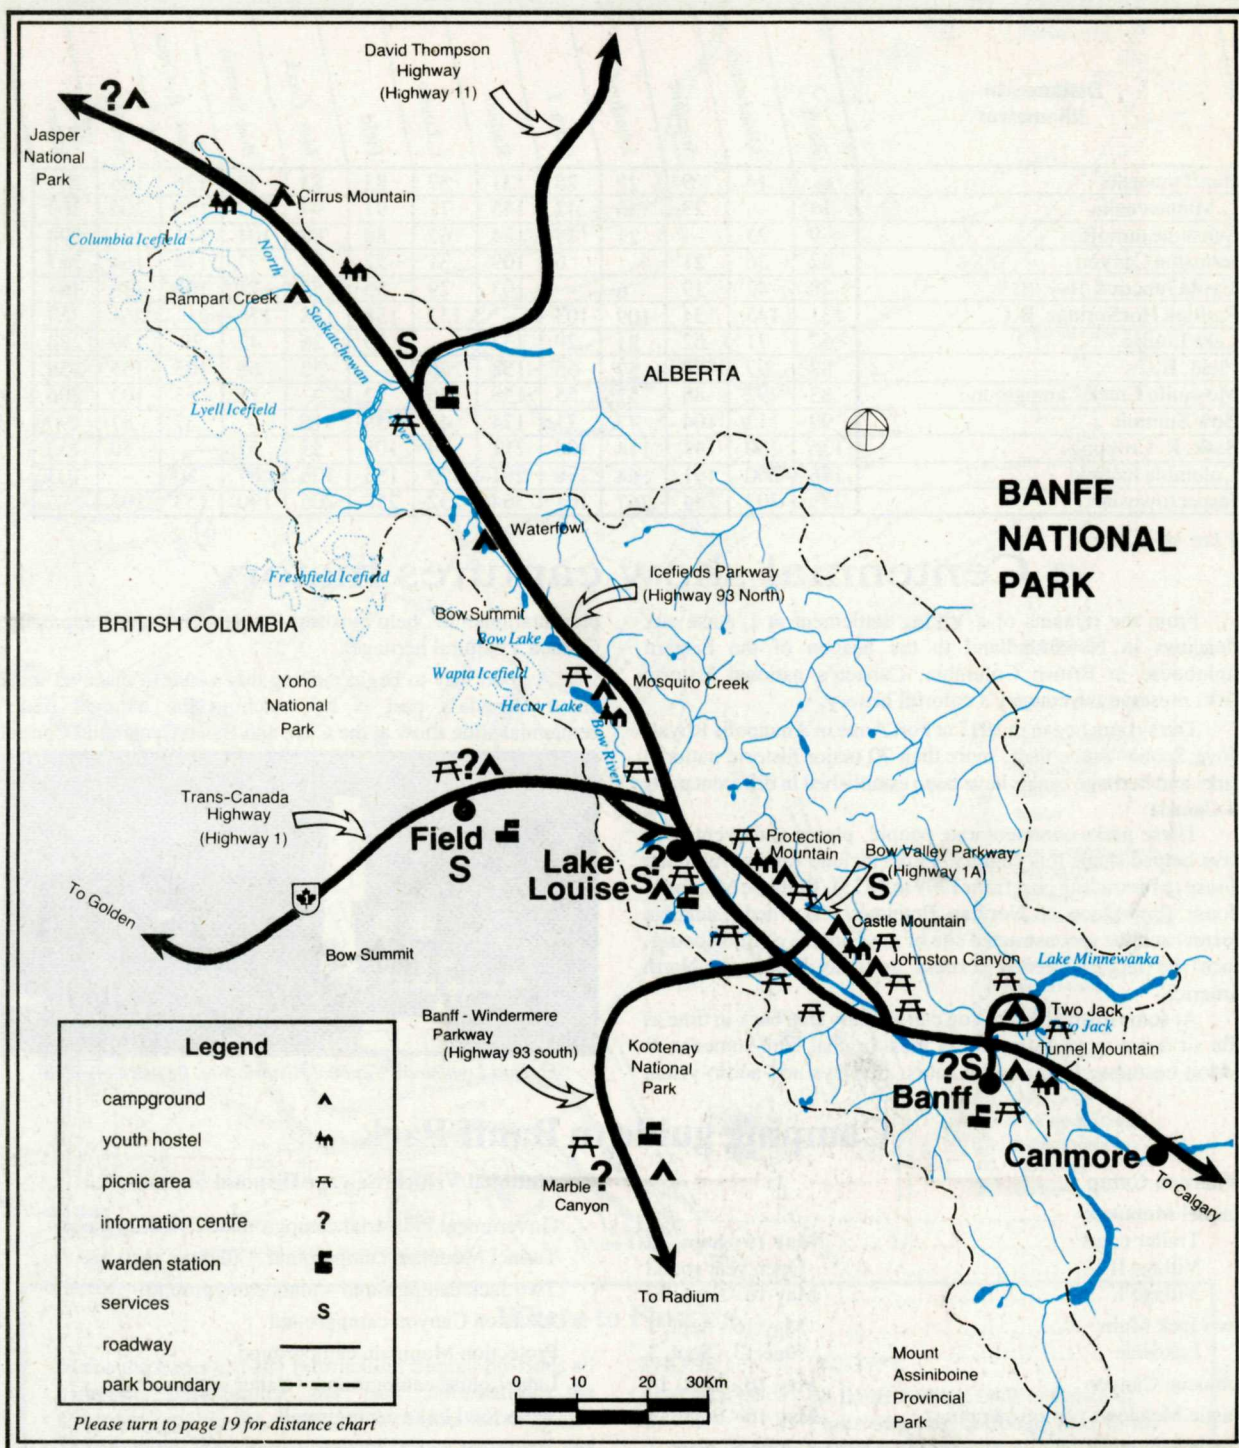 David Thompson
Highway
(Highway 11)
?
Jasper
National
Park
Cirrus Mountain
Columbia Icefield
North
Saskatchewan
River
Rampart Creek
S
ALBERTA
Lyell Icefield
BANFF
NATIONAL
PARK
Waterfowl
Freshfield Icefield
Icefields Parkway
(Highway 93 North)
Bow Summit
BRITISH COLUMBIA
Bow Lake
Wapta Icefield
Mosquito Creek
Yoho
National
Park
Hector Lake
Bow River
?
Trans-Canada
Highway
(Highway 1)
Field
S
Lake
Louise
?
S
Protection
Mountain
Bow Valley Parkway
(Highway 1A)
S
1
To Golden
Castle Mountain
Bow Summit
Johnston Canyon
Lake Minnewanka
Two Jack
Two Jack
Tunnel Mountain
Banff - Windermere
Parkway
(Highway 93 south)
Kootenay
National
Park
?S
Banff
Canmore
To Calgary
?
Marble
Canyon
To Radium
Mount
Assiniboine
Provincial
Park
Legend
campground
youth hostel
picnic area
information centre ?
warden station
services S
roadway
park boundary
0 10 20 30Km
Please turn to page 19 for distance chart